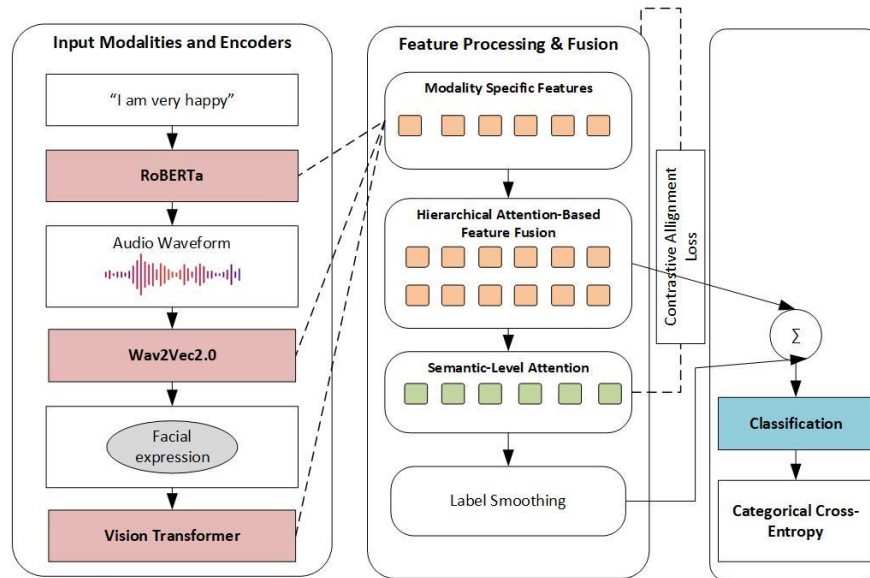 Input Modalities and Encoders
“I am very happy”
RoBERTa
Audio Waveform
Wav2Vec2.0
Facial
expression
Vision Transformer
Feature Processing & Fusion
Modality Specific Features
Hierarchical Attention-Based
Feature Fusion
Semantic-Level Attention
Label Smoothing
Contrastive Allignment
Loss
Σ
Classification
Categorical Cross-
Entropy